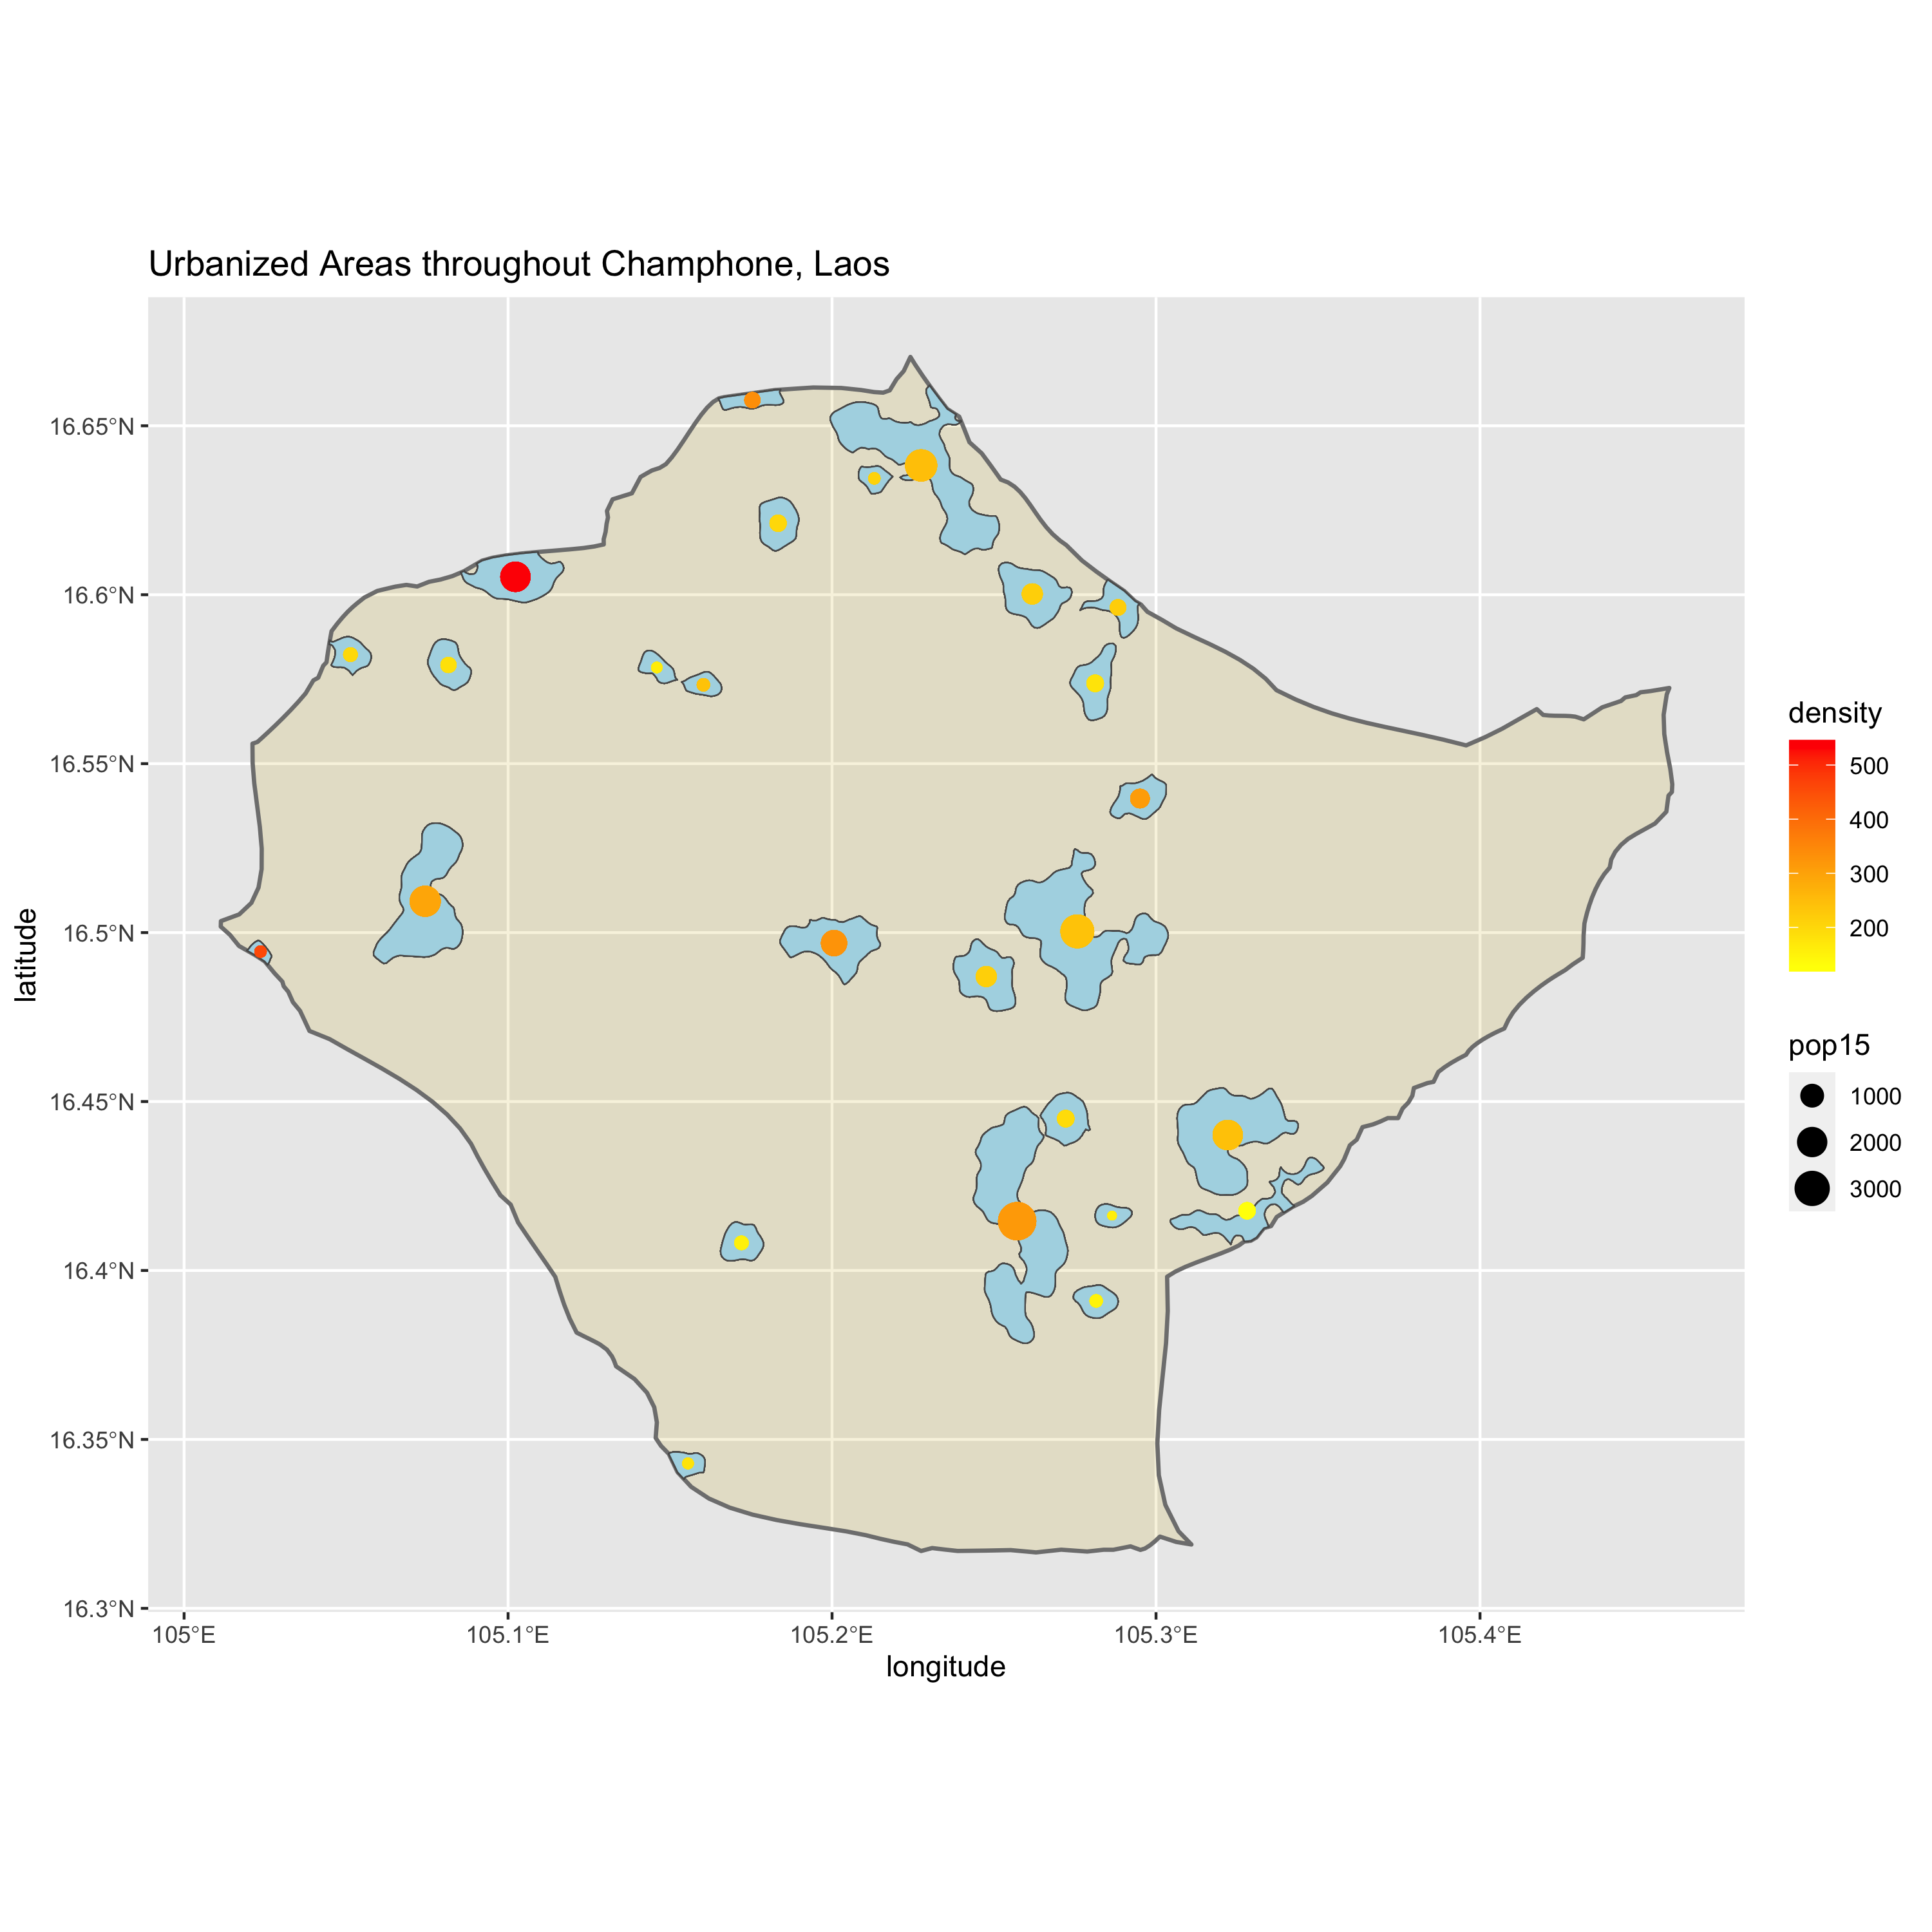 Urbanized Areas throughout Champhone, Laos
16.65°N
16.6°N
16.55°N
16.5°N
16.45°N
16.4°N
16.35°N
16.3°N
latitude
105°E
105.1°E
105.2°E
105.3°E
105.4°E
longitude
density
500
400
300
200
pop15
1000
2000
3000